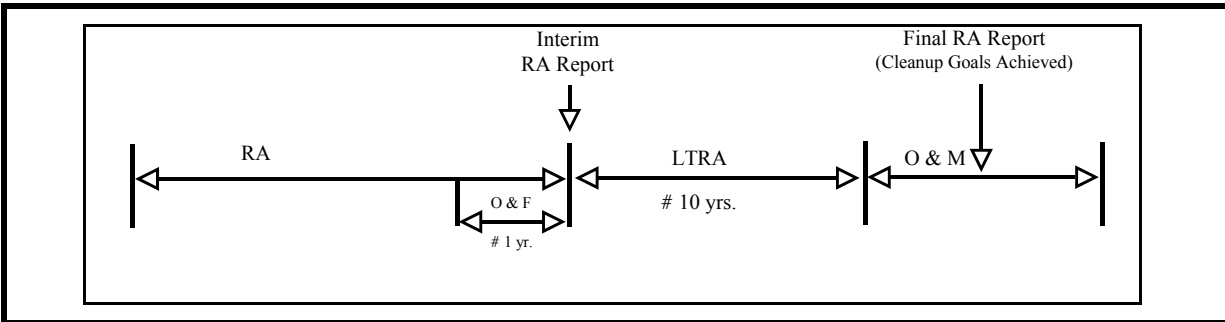 Interim
RA Report
Final RA Report
(Cleanup Goals Achieved)
RA
LTRA
O & M
O & F
# 10 yrs.
# 1 yr.